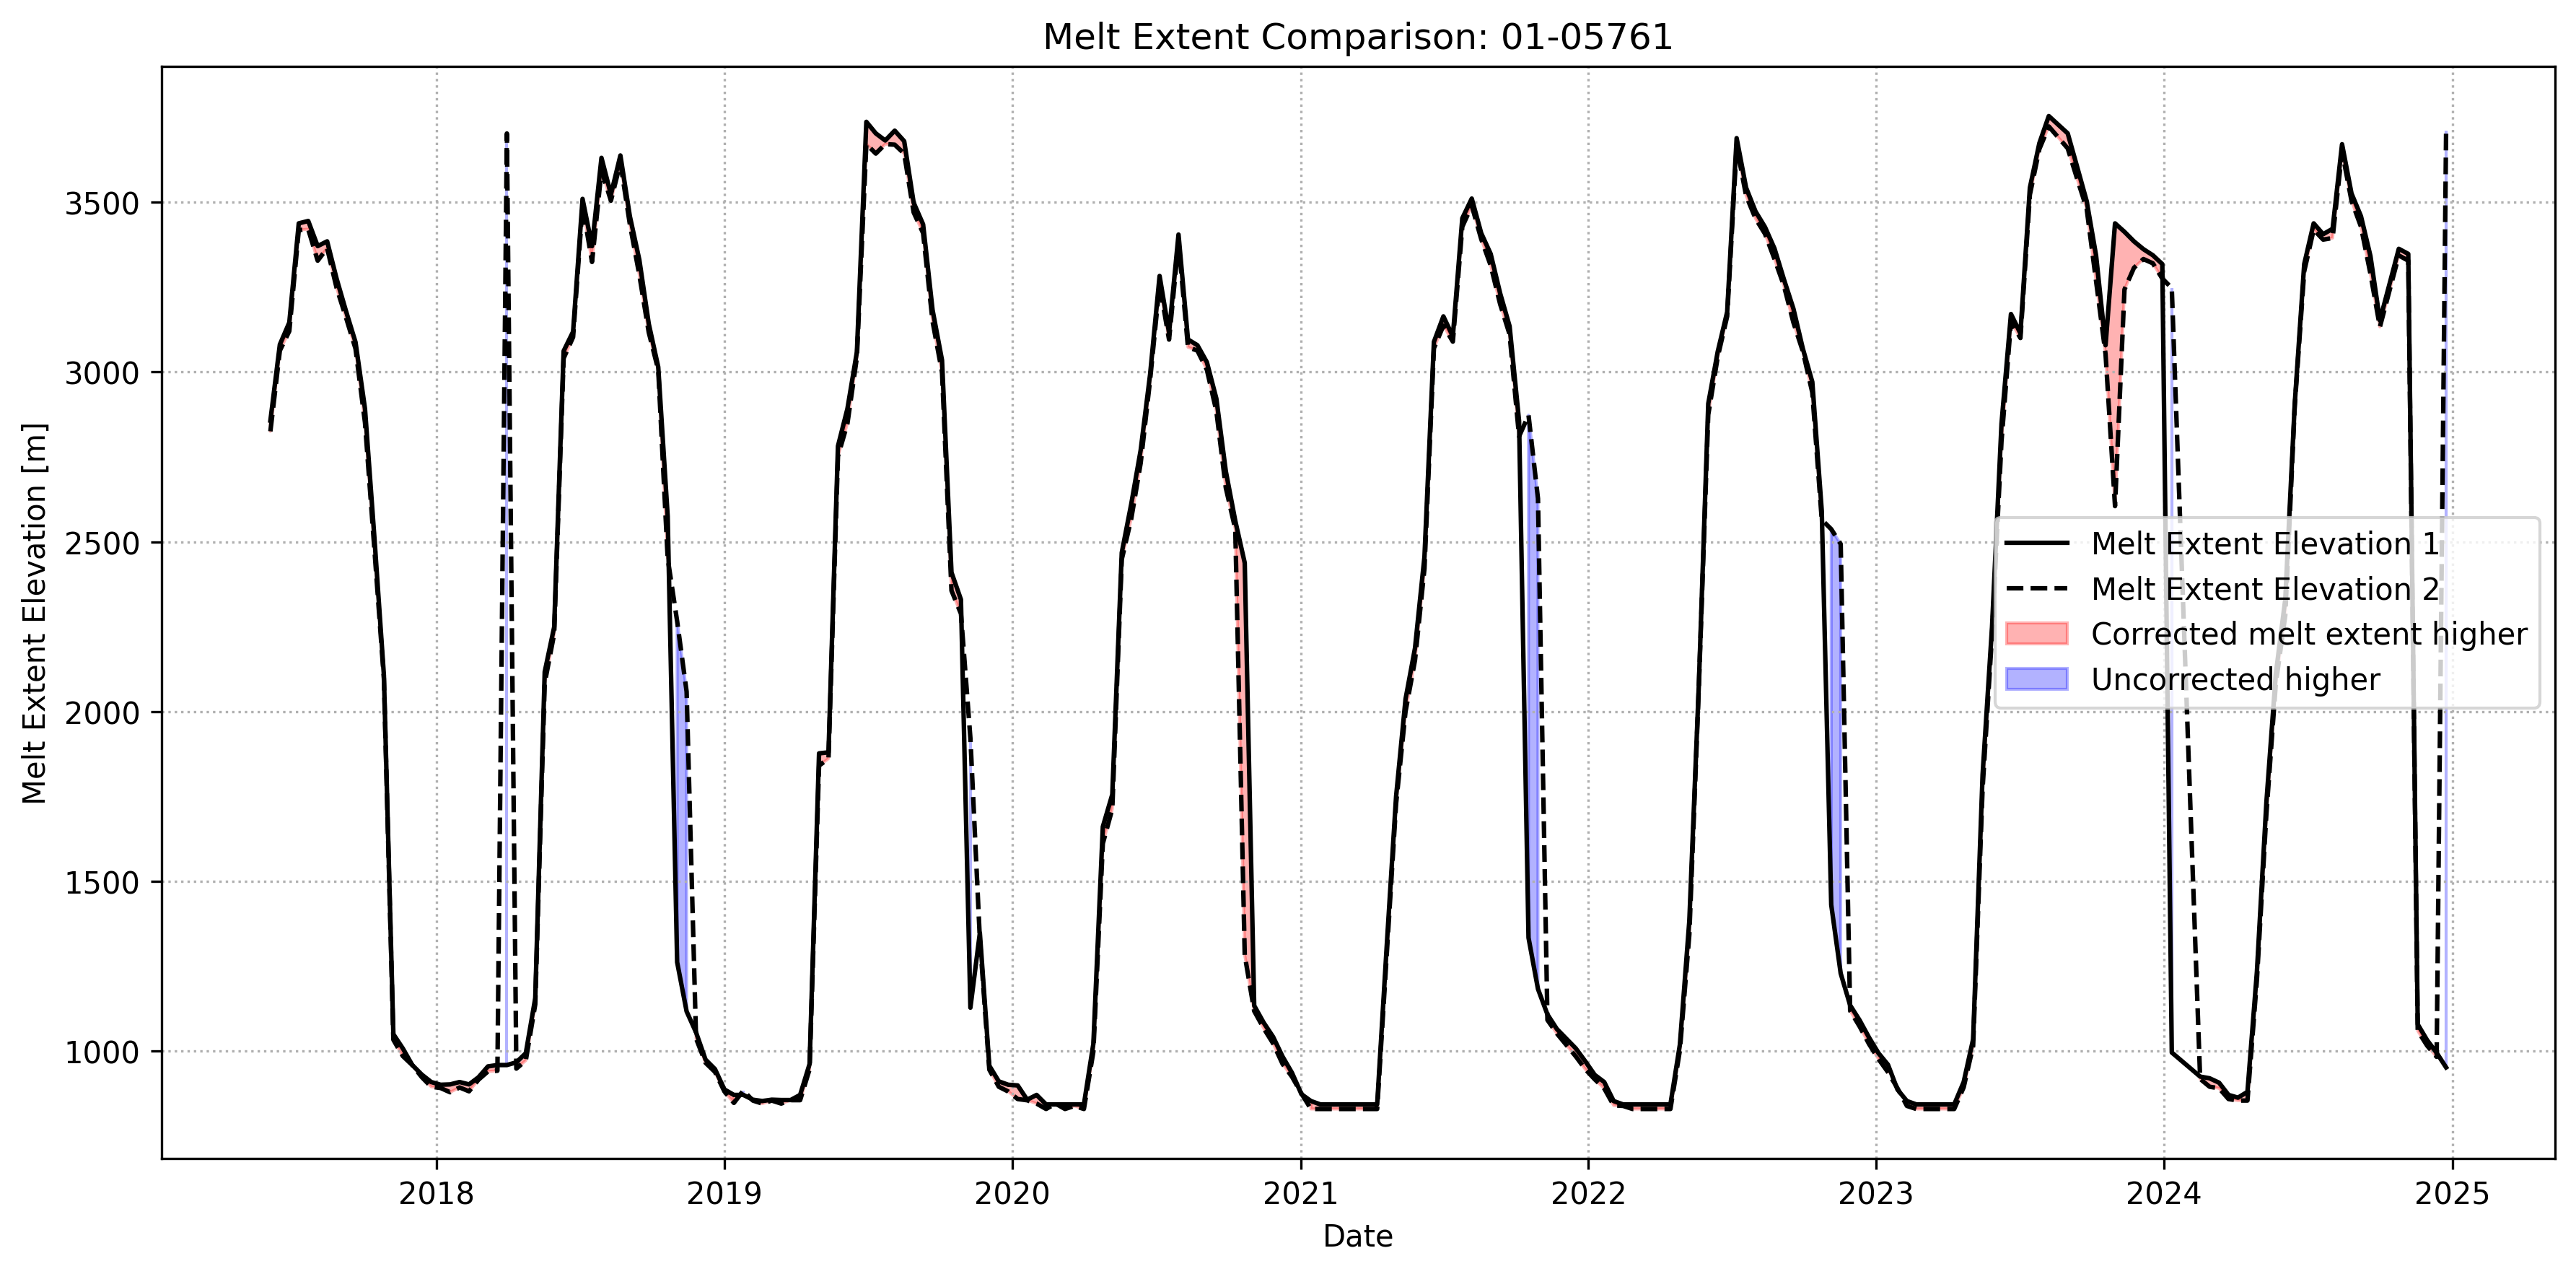 Melt Extent Comparison: 01-05761
Melt Extent Elevation [m]
3500
3000
2500
2000
1500
1000
Melt Extent Elevation 1
Melt Extent Elevation 2
Corrected melt extent higher
Uncorrected higher
2018 2019 2020 2021 2022 2023 2024 2025
Date